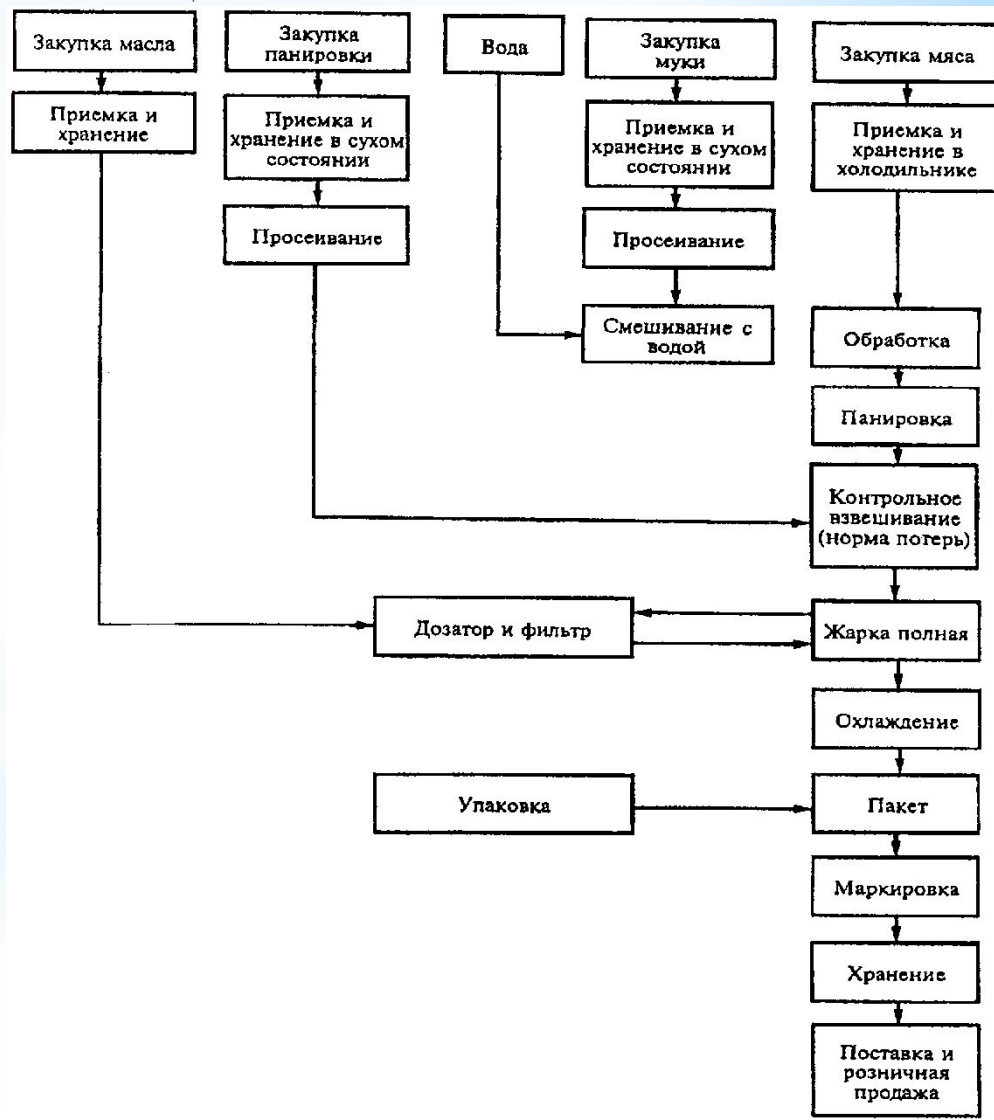 Закупка масла
Закупка
панировки
Вода
Закупка
муки
Закупка мяса
Приемка и
хранение
Приемка и
хранение в сухом
состоянии
Приемка и
хранение в сухом
состоянии
Приемка и
хранение в
холодильнике
Просеивание
Просеивание
Смешивание с
водой
Обработка
Панировка
Контрольное
взвешивание
(норма потерь)
Дозатор и фильтр
Жарка полная
Охлаждение
Упаковка
Пакет
Маркировка
Хранение
Поставка и
розничная
продажа